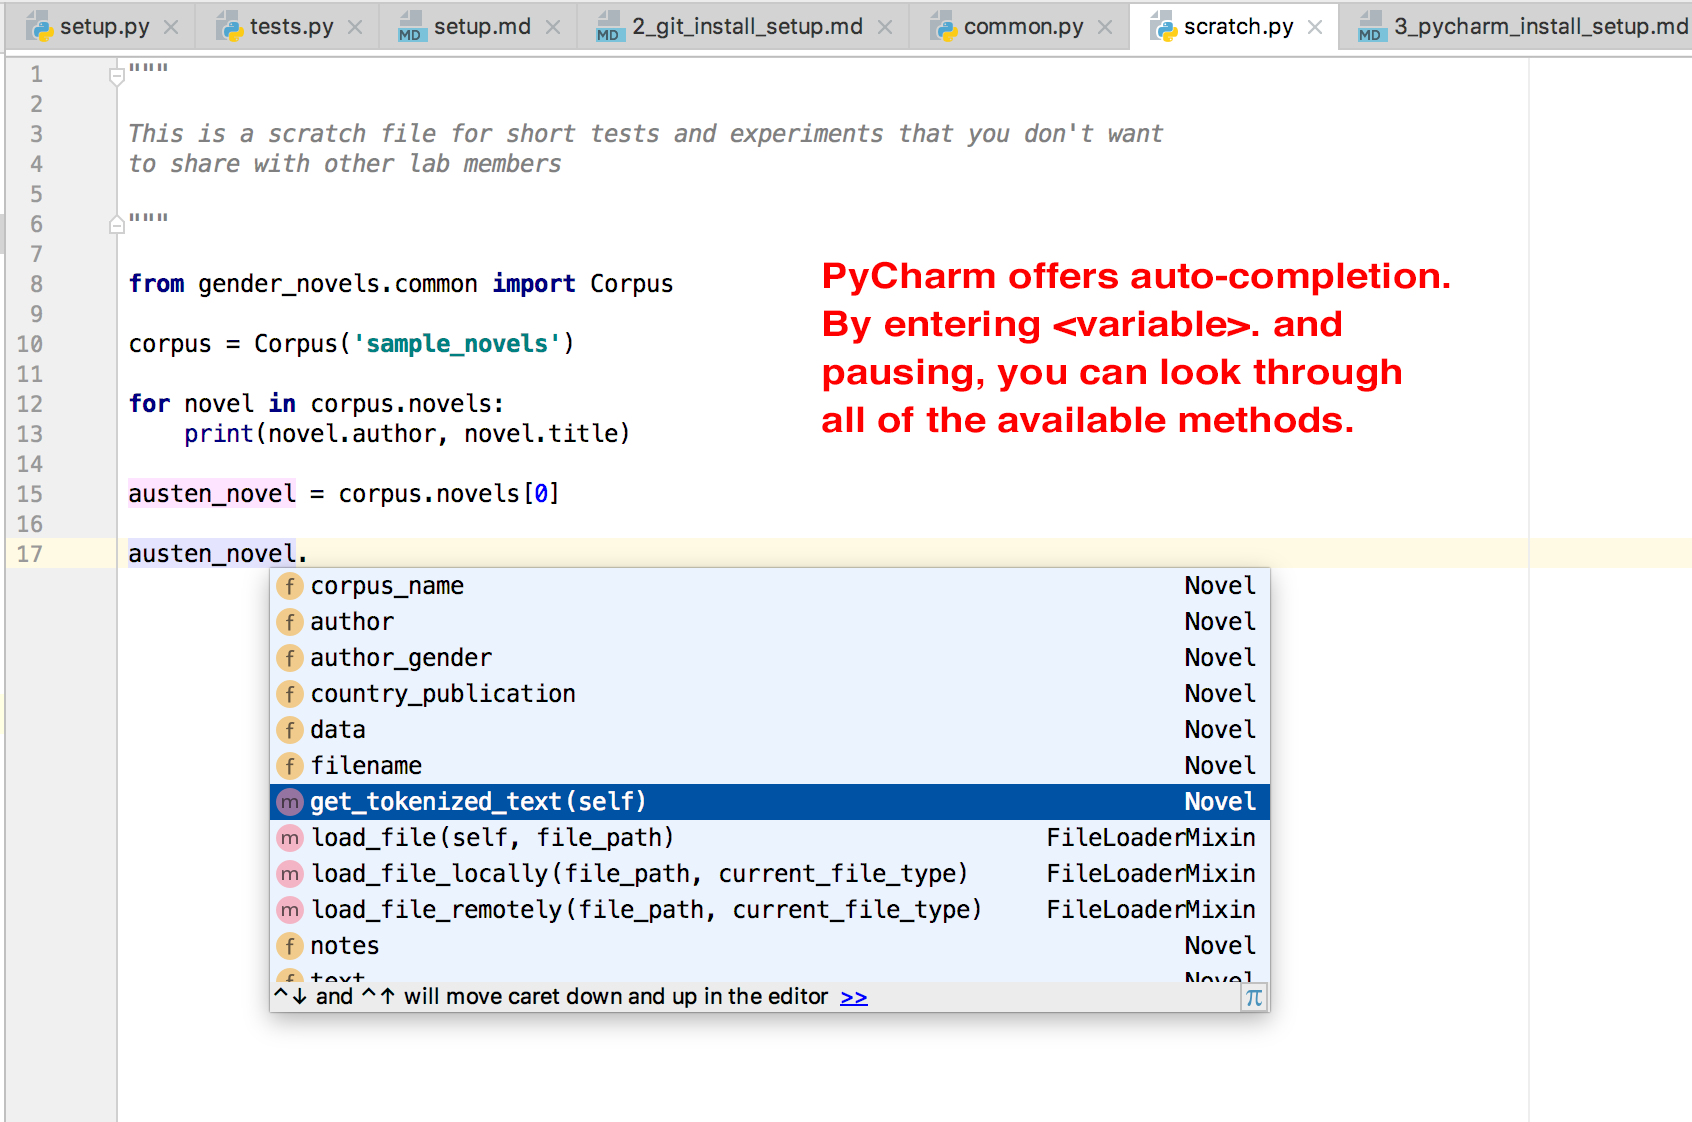 setup.py
tests.py
MD setup.md
MD 2_git_install_setup.md
common.py
scratch.py
MD 3_pycharm_install_setup.md
1 """
2
3 This is a scratch file for short tests and experiments that you don't want
4 to share with other lab members
5
6 """
7
8 from gender_novels.common import Corpus
9
10 corpus = Corpus('sample_novels')
11
12 for novel in corpus.novels:
13 print(novel.author, novel.title)
14
15 austen_novel = corpus.novels[0]
16
17 austen_novel.
PyCharm offers auto-completion.
By entering <variable>. and
pausing, you can look through
all of the available methods.
f corpus_name Novel
f author Novel
f author_gender Novel
f country_publication Novel
f data Novel
f filename Novel
m get_tokenized_text(self) Novel
m load_file(self, file_path) FileLoaderMixin
m load_file_locally(file_path, current_file_type) FileLoaderMixin
m load_file_remotely(file_path, current_file_type) FileLoaderMixin
f notes Novel
f text Novel
^↓ and ^↑ will move caret down and up in the editor >> π